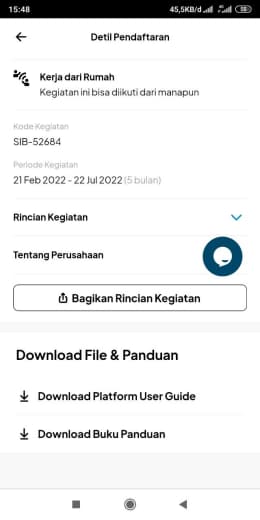 15:48
45,5KB/d
Detil Pendaftaran
Kerja dari Rumah
Kegiatan ini bisa diikuti dari manapun
Kode Kegiatan
SIB-52684
Periode Kegiatan
21 Feb 2022 - 22 Jul 2022 (5 bulan)
Rincian Kegiatan
Tentang Perusahaan
Bagikan Rincian Kegiatan
Download File & Panduan
Download Platform User Guide
Download Buku Panduan